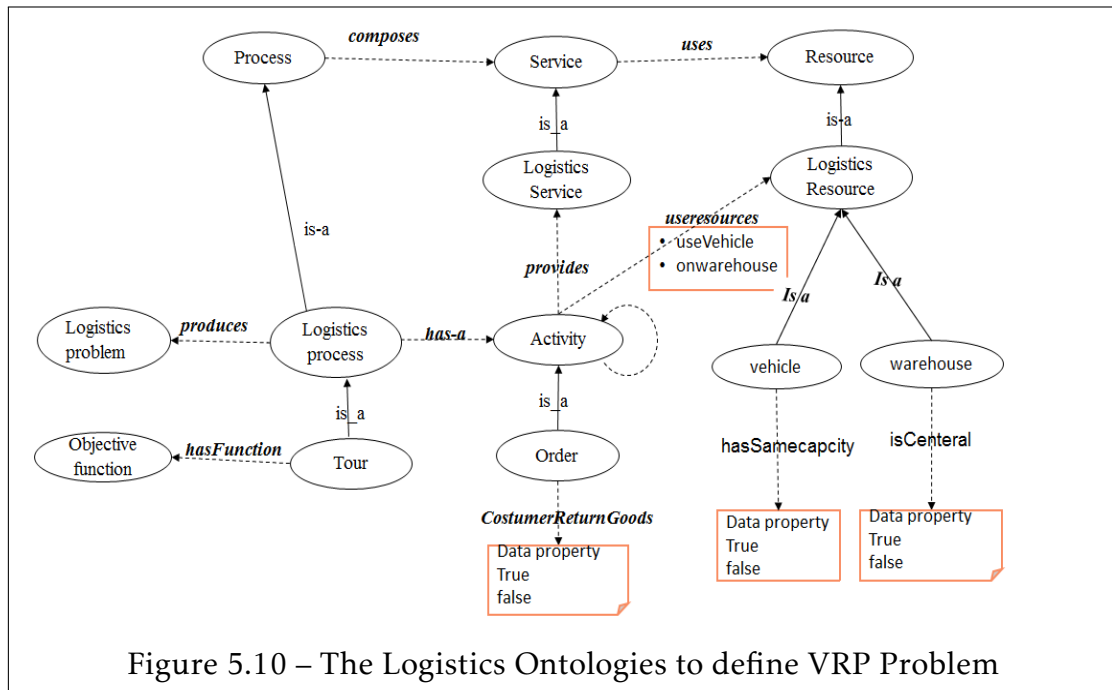 composes
uses
Process
Service
Resource
is_a
is-a
Logistics
Service
Logistics
Resource
is-a
useresources
• useVehicle
• onwarehouse
provides
Is a
Is a
Logistics
problem
produces
Logistics
process
has-a
Activity
vehicle
warehouse
is_a
is_a
hasSamecapcity
isCenteral
Objective
function
hasFunction
Tour
Order
CostumerReturnGoods
Data property
True
false
Data property
True
false
Data property
True
false
Figure 5.10 – The Logistics Ontologies to define VRP Problem